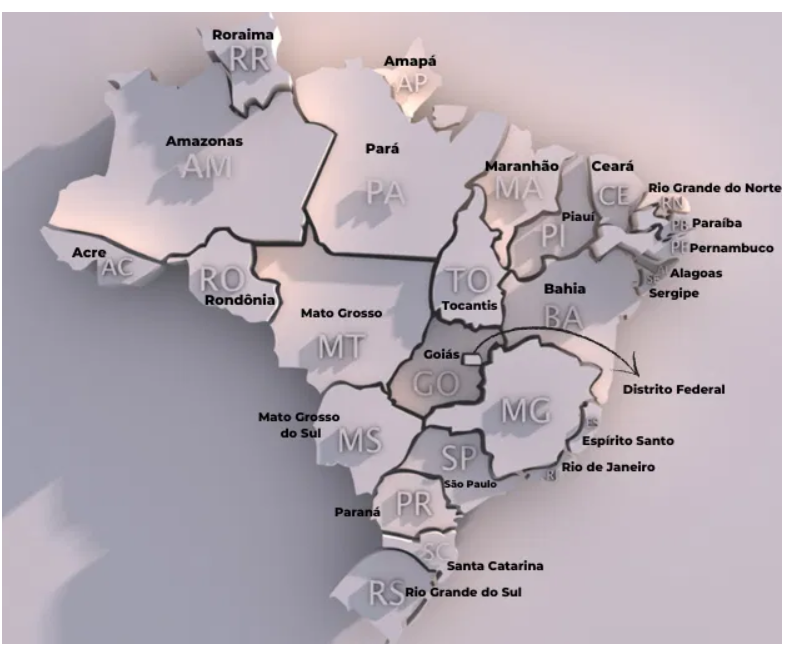 Roraima
RR
Amapá
AP
Amazonas
AM
Pará
PA
Maranhão
MA
Ceará
CE
Rio Grande do Norte
RN
Piauí
PI
Paraíba
PB
Pernambuco
PE
Acre
AC
RO
Rondônia
TO
Tocantis
Alagoas
Sergipe
Bahia
BA
Mato Grosso
MT
Goiás
GO
Distrito Federal
MG
Mato Grosso
do Sul
MS
Espírito Santo
SP
São Paulo
Rio de Janeiro
Paraná
PR
SC
Santa Catarina
RS
Rio Grande do Sul